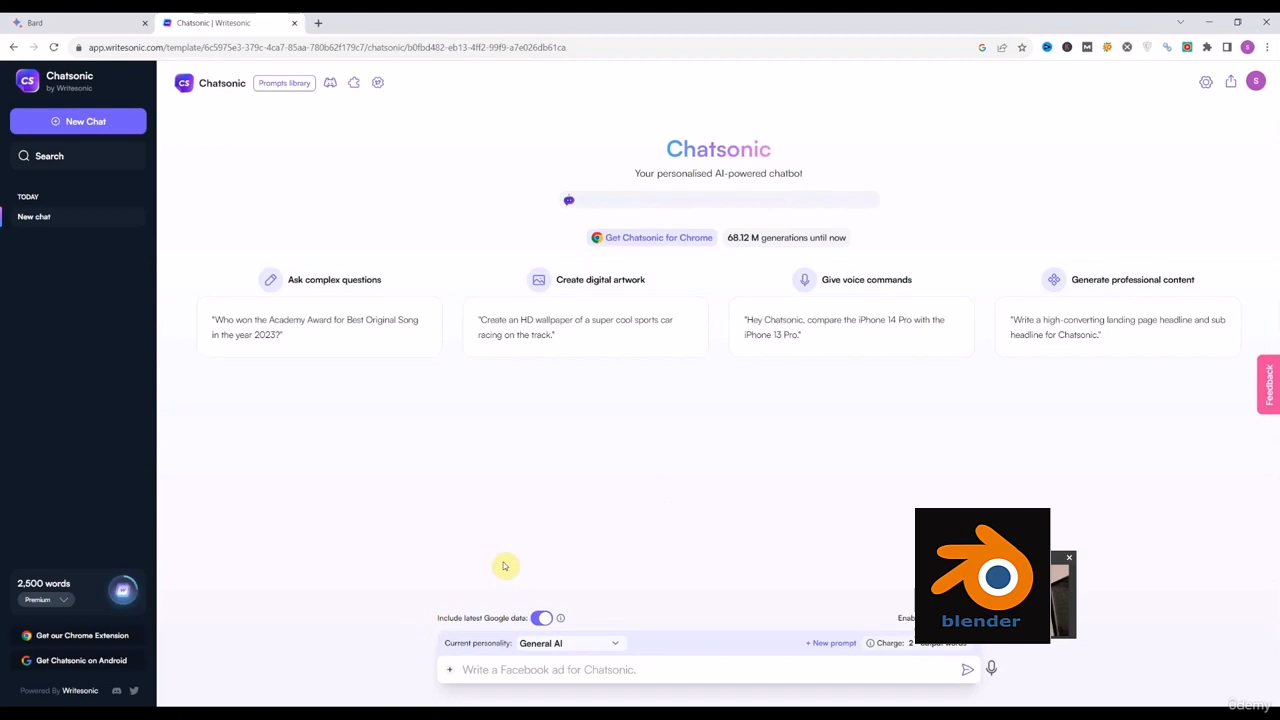 Bard
Chatsonic | Writesonic
app.writesonic.com/template/6c5975e3-379c-4ca7-85aa-780b62f179c7/chatsonic/b0fbd482-eb13-4ff2-99f9-a7e026db61ca
CS
Chatsonic
by Writesonic
New Chat
Search
TODAY
New chat
2,500 words
Premium
Get our Chrome Extension
Get Chatsonic on Android
Powered By Writesonic
CS
Chatsonic
Prompts library
S
S
Chatsonic
Your personalised AI-powered chatbot
Get Chatsonic for Chrome
68.12 M generations until now
Ask complex questions
Create digital artwork
Give voice commands
Generate professional content
"Who won the Academy Award for Best Original Song
in the year 2023?"
"Create an HD wallpaper of a super cool sports car
racing on the track."
"Hey Chatsonic, compare the iPhone 14 Pro with the
iPhone 13 Pro."
"Write a high-converting landing page headline and sub
headline for Chatsonic."
Feedback
blender
Include latest Google data:
Current personality:
General AI
+ New prompt
Charge: 2
Write a Facebook ad for Chatsonic.
ûdemy